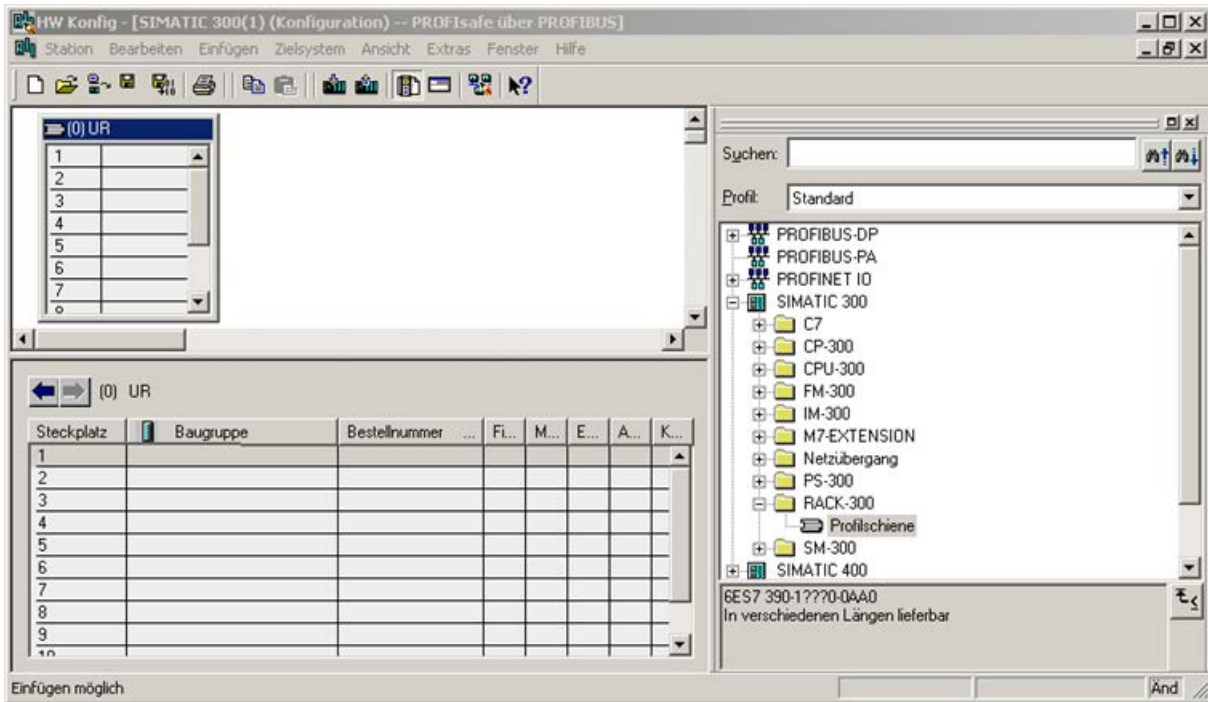 HW Konfig - [SIMATIC 300(1) (Konfiguration) -- PROFIsafe über PROFIBUS]
Station Bearbeiten Einfügen Zielsystem Ansicht Extras Fenster Hilfe
(0) UR
1
2
3
4
5
6
7
(0) UR
Steckplatz Baugruppe Bestellnummer ... Fi... M... E... A... K...
1
2
3
4
5
6
7
8
9
10
Suchen:
Profil: Standard
PROFIBUS-DP
PROFIBUS-PA
PROFINET IO
SIMATIC 300
C7
CP-300
CPU-300
FM-300
IM-300
M7-EXTENSION
Netzübergang
PS-300
RACK-300
Profilschiene
SM-300
SIMATIC 400
6ES7 390-1???0-0AA0
In verschiedenen Längen lieferbar
Einfügen möglich Änd